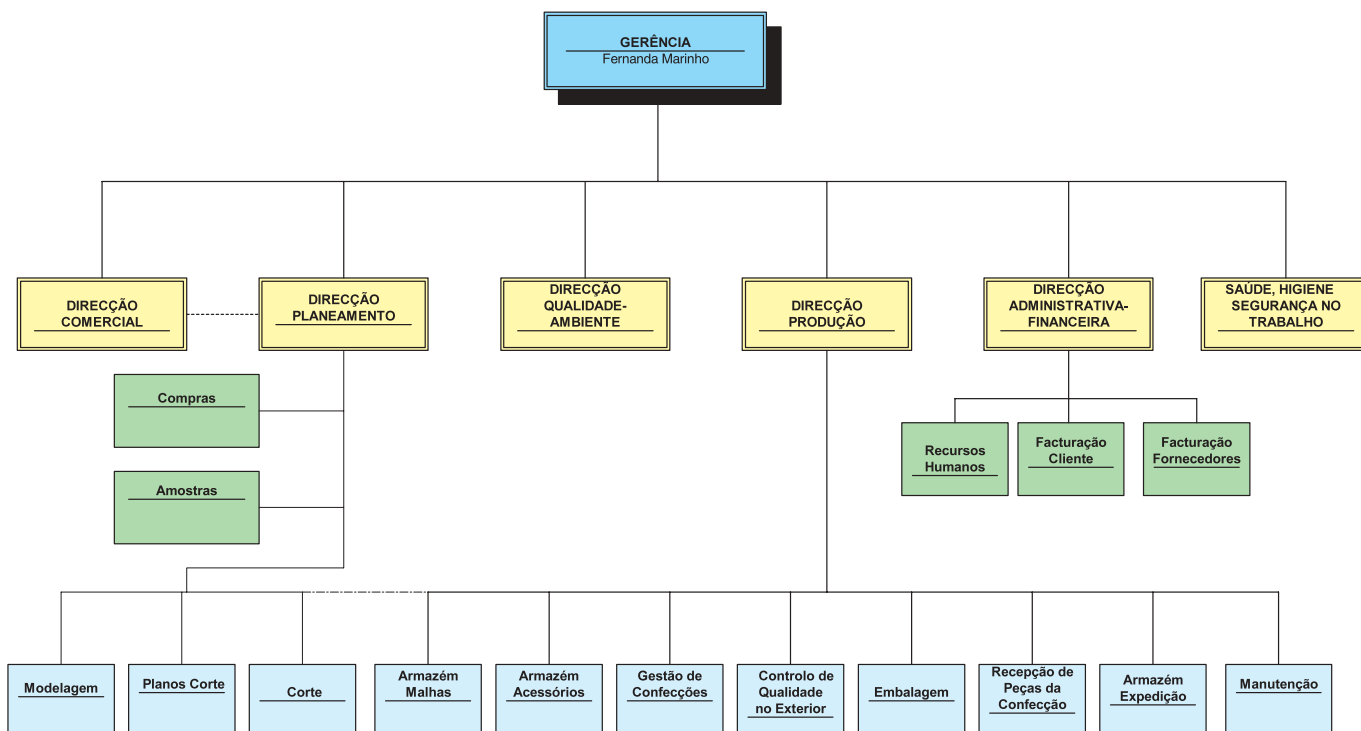 GERÊNCIA
Fernanda Marinho
DIRECÇÃO
COMERCIAL
DIRECÇÃO
PLANEAMENTO
DIRECÇÃO
QUALIDADE-
AMBIENTE
DIRECÇÃO
PRODUÇÃO
DIRECÇÃO
ADMINISTRATIVA-
FINANCEIRA
SAÚDE, HIGIENE
SEGURANÇA NO
TRABALHO
Compras
Amostras
Recursos
Humanos
Facturação
Cliente
Facturação
Fornecedores
Modelagem
Planos Corte
Corte
Armazém
Malhas
Armazém
Acessórios
Gestão de
Confecções
Controlo de
Qualidade
no Exterior
Embalagem
Recepção de
Peças da
Confecção
Armazém
Expedição
Manutenção